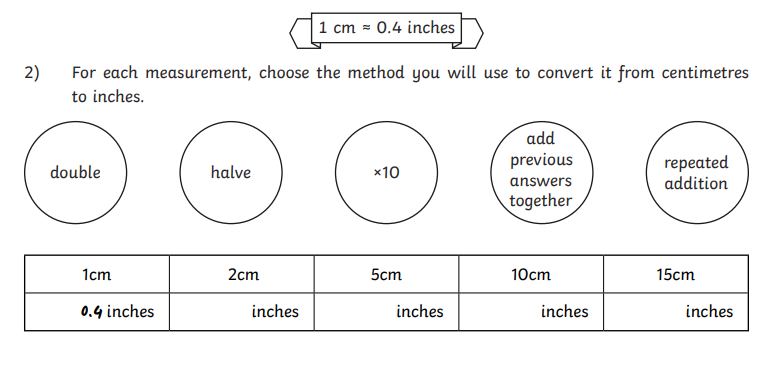 1 cm ≈ 0.4 inches
2) For each measurement, choose the method you will use to convert it from centimetres
to inches.
double
halve
×10
add
previous
answers
together
repeated
addition
1cm 2cm 5cm 10cm 15cm
0.4 inches inches inches inches inches